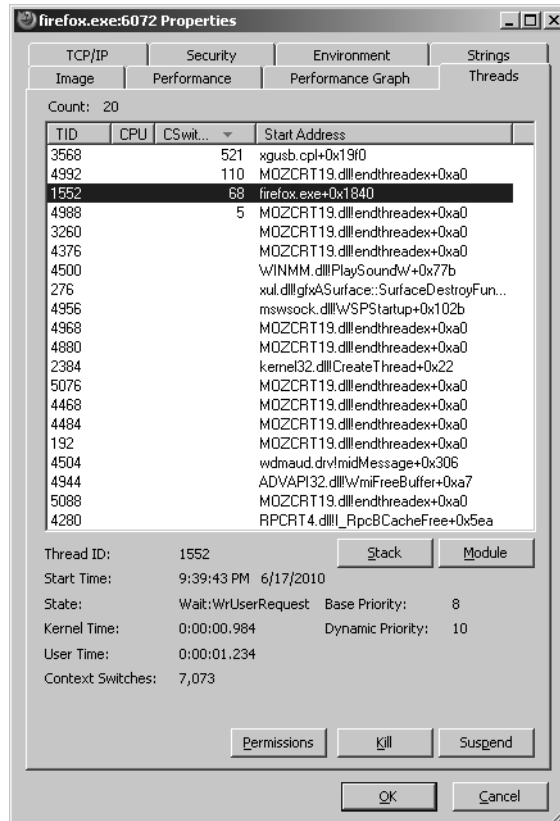 firefox.exe:6072 Properties
TCP/IP Security Environment Strings
Image Performance Performance Graph Threads
Count: 20
TID CPU CSwit... Start Address
3568 521 xgusb.cpl+0x19f0
4992 110 MOZCRT19.dll!endthreadex+0xa0
1552 68 firefox.exe+0x1840
4988 5 MOZCRT19.dll!endthreadex+0xa0
3260 MOZCRT19.dll!endthreadex+0xa0
4376 MOZCRT19.dll!endthreadex+0xa0
4500 WINMM.dll!PlaySoundW+0x77b
276 xul.dll!gfxASurface::SurfaceDestroyFun...
4956 mswsock.dll!WSPStartup+0x102b
4968 MOZCRT19.dll!endthreadex+0xa0
4880 MOZCRT19.dll!endthreadex+0xa0
2384 kernel32.dll!CreateThread+0x22
5076 MOZCRT19.dll!endthreadex+0xa0
4468 MOZCRT19.dll!endthreadex+0xa0
4484 MOZCRT19.dll!endthreadex+0xa0
192 MOZCRT19.dll!endthreadex+0xa0
4504 wdmaud.drv!midMessage+0x306
4944 ADVAPI32.dll!WmiFreeBuffer+0xa7
5088 MOZCRT19.dll!endthreadex+0xa0
4280 RPCRT4.dll!I_RpcBCacheFree+0x5ea
Thread ID: 1552 Stack Module
Start Time: 9:39:43 PM 6/17/2010
State: Wait:WrUserRequest Base Priority: 8
Kernel Time: 0:00:00.984 Dynamic Priority: 10
User Time: 0:00:01.234
Context Switches: 7,073
Permissions Kill Suspend
OK Cancel